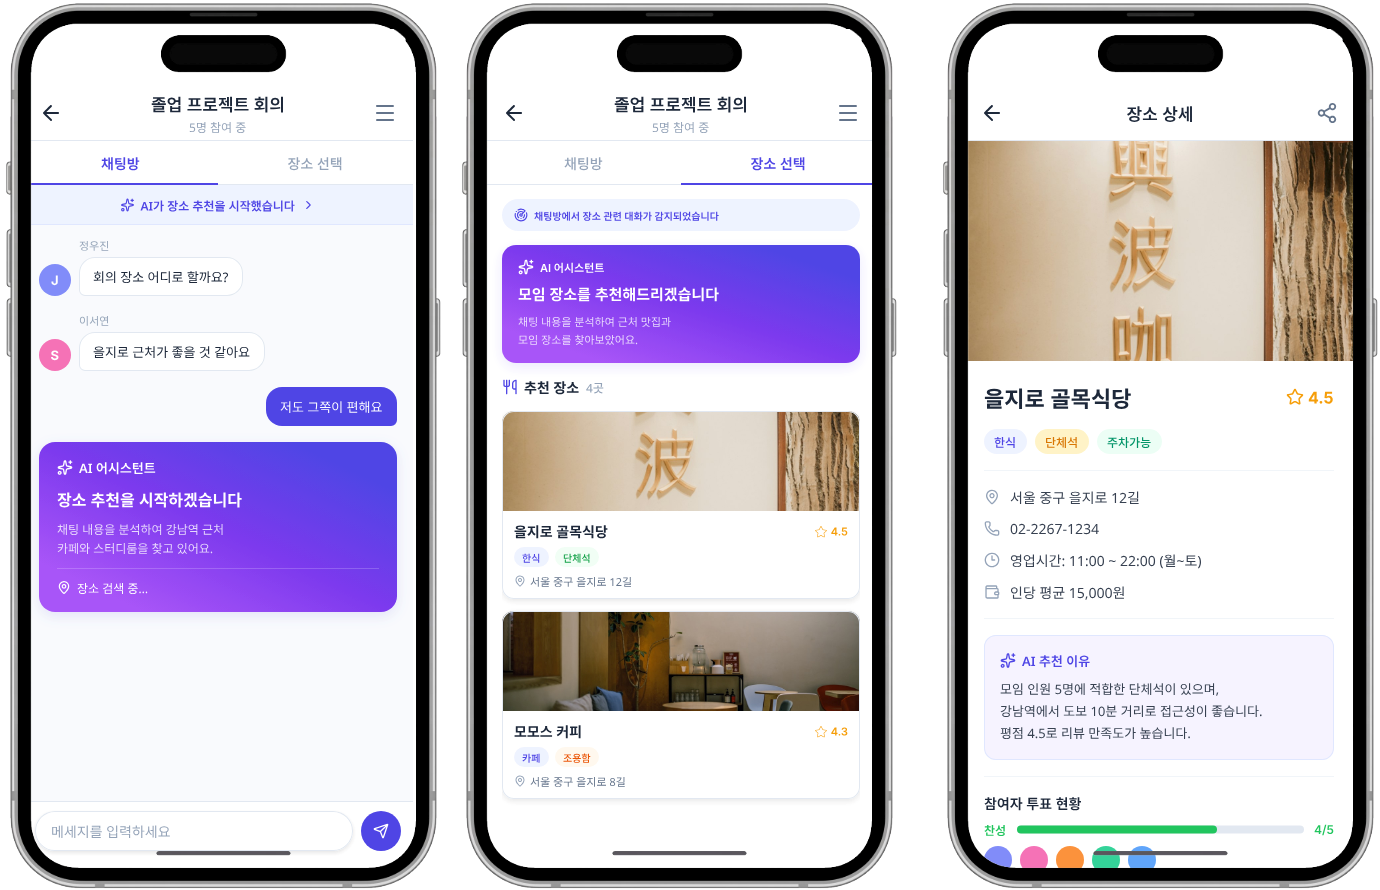 졸업 프로젝트 회의
5명 참여 중
채팅방
장소 선택
AI가 장소 추천을 시작했습니다
정우진
J
회의 장소 어디로 할까요?
이서연
S
을지로 근처가 좋을 것 같아요
저도 그쪽이 편해요
AI 어시스턴트
장소 추천을 시작하겠습니다
채팅 내용을 분석하여 강남역 근처
카페와 스터디룸을 찾고 있어요.
장소 검색 중...
메세지를 입력하세요
졸업 프로젝트 회의
5명 참여 중
채팅방
장소 선택
채팅방에서 장소 관련 대화가 감지되었습니다
AI 어시스턴트
모임 장소를 추천해드리겠습니다
채팅 내용을 분석하여 근처 맛집과
모임 장소를 찾아보았어요.
추천 장소 4곳
波
을지로 골목식당
4.5
한식
단체석
서울 중구 을지로 12길
모모스 커피
4.3
카페
조용함
서울 중구 을지로 8길
장소 상세
波
咖
을지로 골목식당
4.5
한식
단체석
주차가능
서울 중구 을지로 12길
02-2267-1234
영업시간: 11:00 ~ 22:00 (월~토)
인당 평균 15,000원
AI 추천 이유
모임 인원 5명에 적합한 단체석이 있으며,
강남역에서 도보 10분 거리로 접근성이 좋습니다.
평점 4.5로 리뷰 만족도가 높습니다.
참여자 투표 현황
찬성
4/5